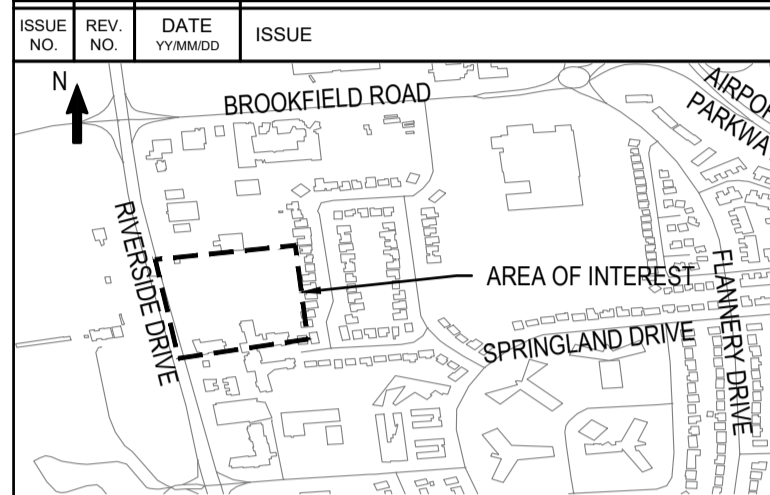 ISSUE NO.
REV. NO.
DATE YY/MM/DD
ISSUE
N
BROOKFIELD ROAD
RIVERSIDE DRIVE
AREA OF INTEREST
SPRINGLAND DRIVE
FLANNERY DRIVE